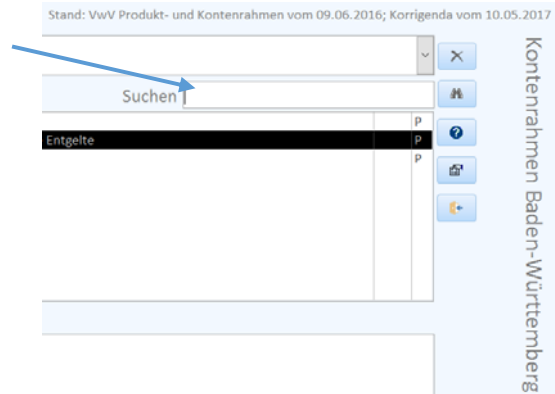 Stand: VwV Produkt- und Kontenrahmen vom 09.06.2016; Korrigenda vom 10.05.2017
Suchen
P
Entgelte P
P
Kontenrahmen Baden-Württemberg